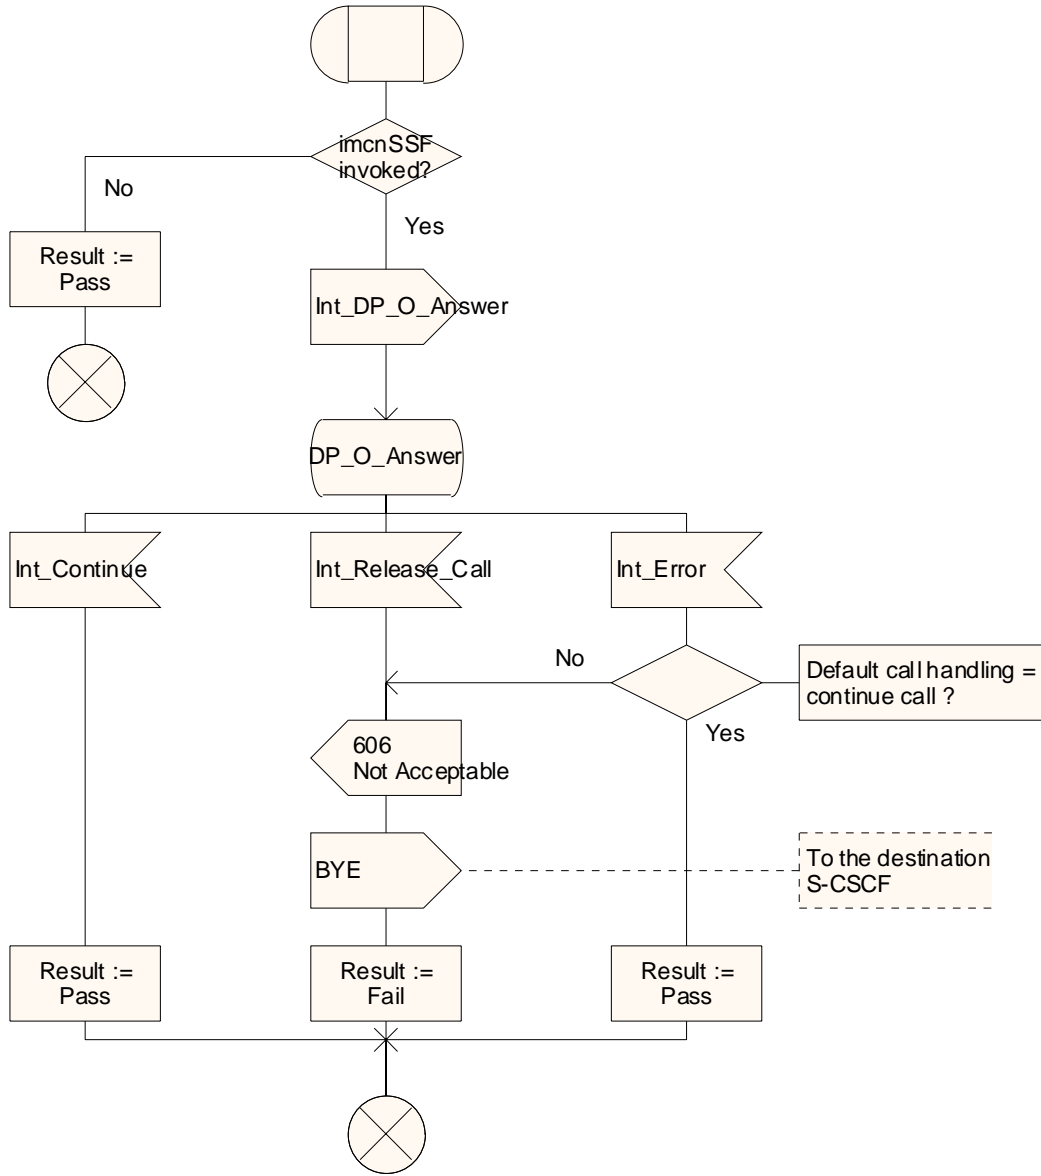 imcnSSF
invoked?
No
Yes
Result :=
Pass
Int_DP_O_Answer
DP_O_Answer
Int_Continue
Int_Release_Call
Int_Error
No
Default call handling =
continue call ?
Yes
606
Not Acceptable
BYE
To the destination
S-CSCF
Result :=
Pass
Result :=
Fail
Result :=
Pass